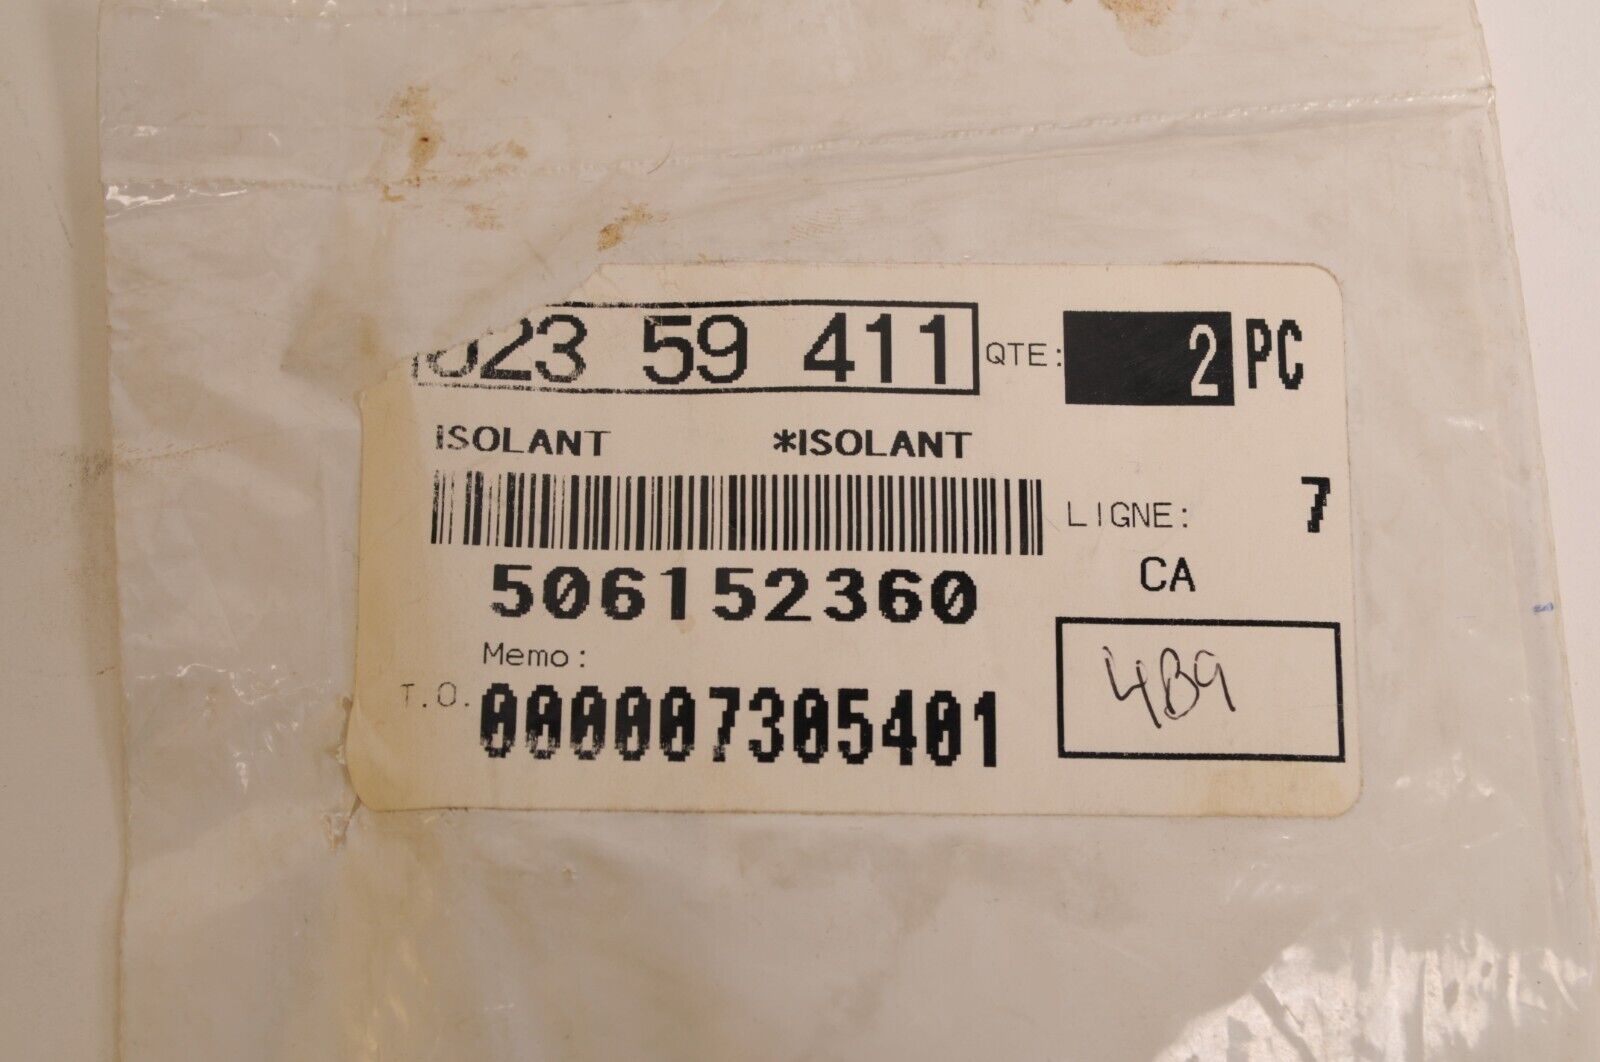 023 59 411 QTE: 2 PC
ISOLANT *ISOLANT
LIGNE: 7
506152360 CA
Memo:
T.O. 000007305401
4B9